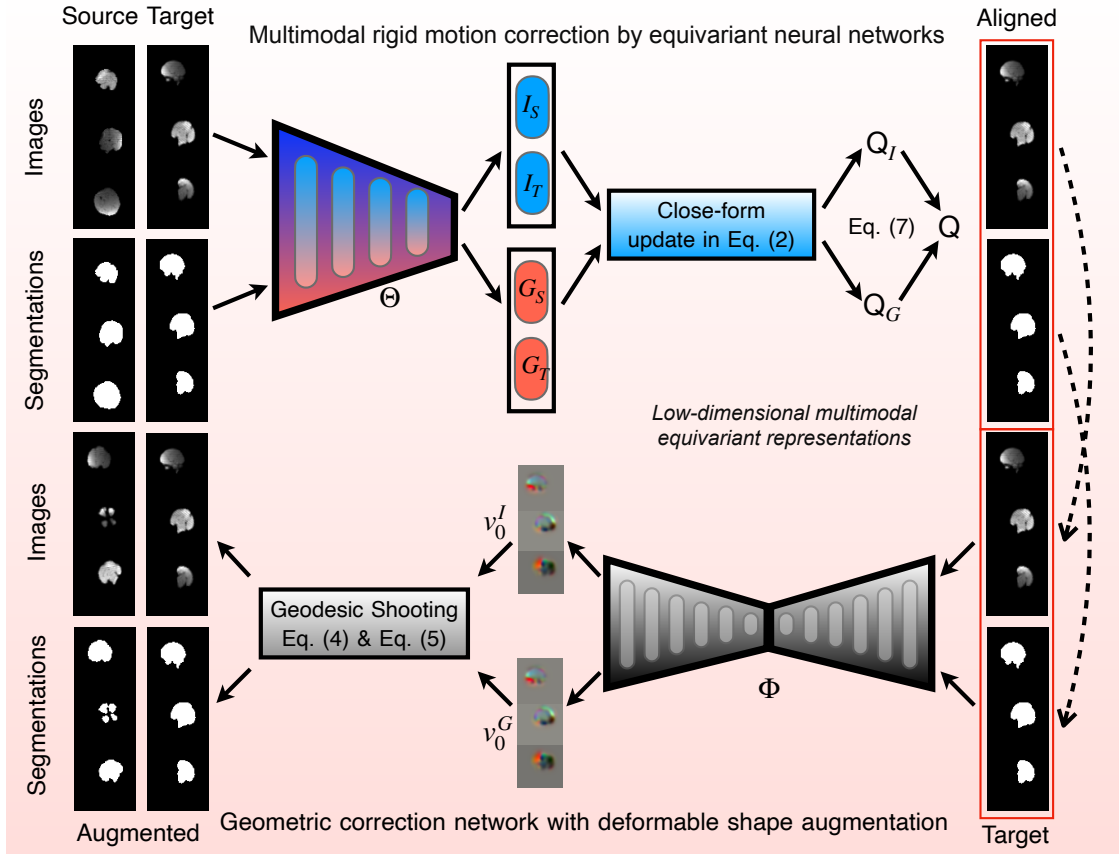 Source Target
Multimodal rigid motion correction by equivariant neural networks
Aligned
Images
Segmentations
Θ
I_S
I_T
G_S
G_T
Close-form
update in Eq. (2)
Q_I
Eq. (7)
Q
Q_G
Low-dimensional multimodal
equivariant representations
Images
Segmentations
v_0^I
v_0^G
Geodesic Shooting
Eq. (4) & Eq. (5)
Φ
Augmented
Geometric correction network with deformable shape augmentation
Target